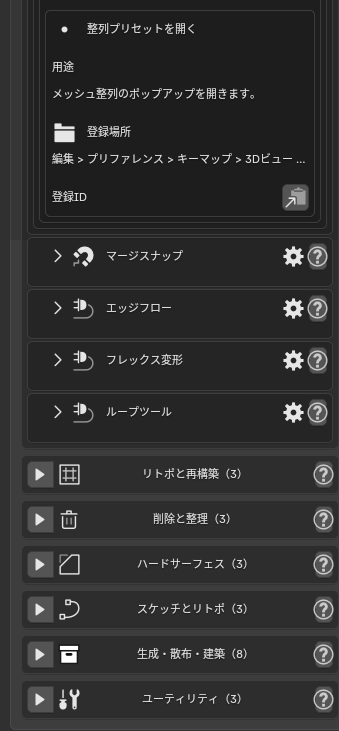 整列プリセットを開く
用途
メッシュ整列のポップアップを開きます。
登録場所
編集 > プリファレンス > キーマップ > 3Dビュー ...
登録ID
マージスナップ
エッジフロー
フレックス変形
ループツール
リトポと再構築（3）
削除と整理（3）
ハードサーフェス（3）
スケッチとリトポ（3）
生成・散布・建築（8）
ユーティリティ（3）